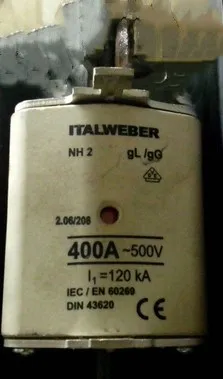 ITALWEBER
NH 2 gL/gG
2.06/208
400A ~500V
I₁=120 kA
IEC / EN 60269
DIN 43620 CE